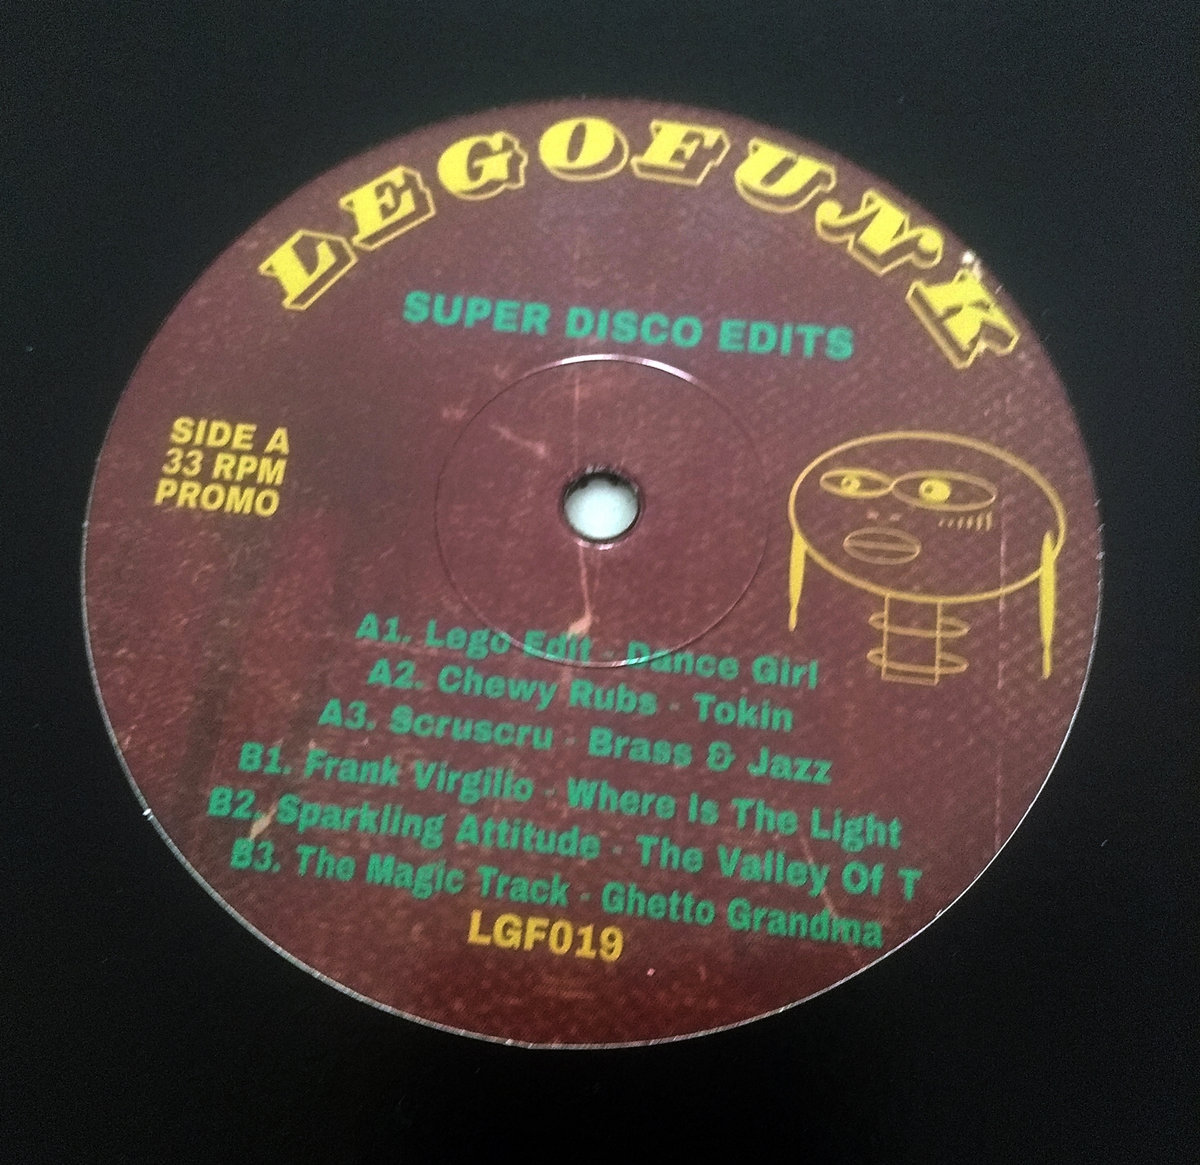 LEGOFUNK
SUPER DISCO EDITS
SIDE A
33 RPM
PROMO
A1. Lego Edit - Dance Girl
A2. Chewy Rubs - Tokin
A3. Scruscru - Brass & Jazz
B1. Frank Virgilio - Where Is The Light
B2. Sparkling Attitude - The Valley Of T
B3. The Magic Track - Ghetto Grandma
LGF019